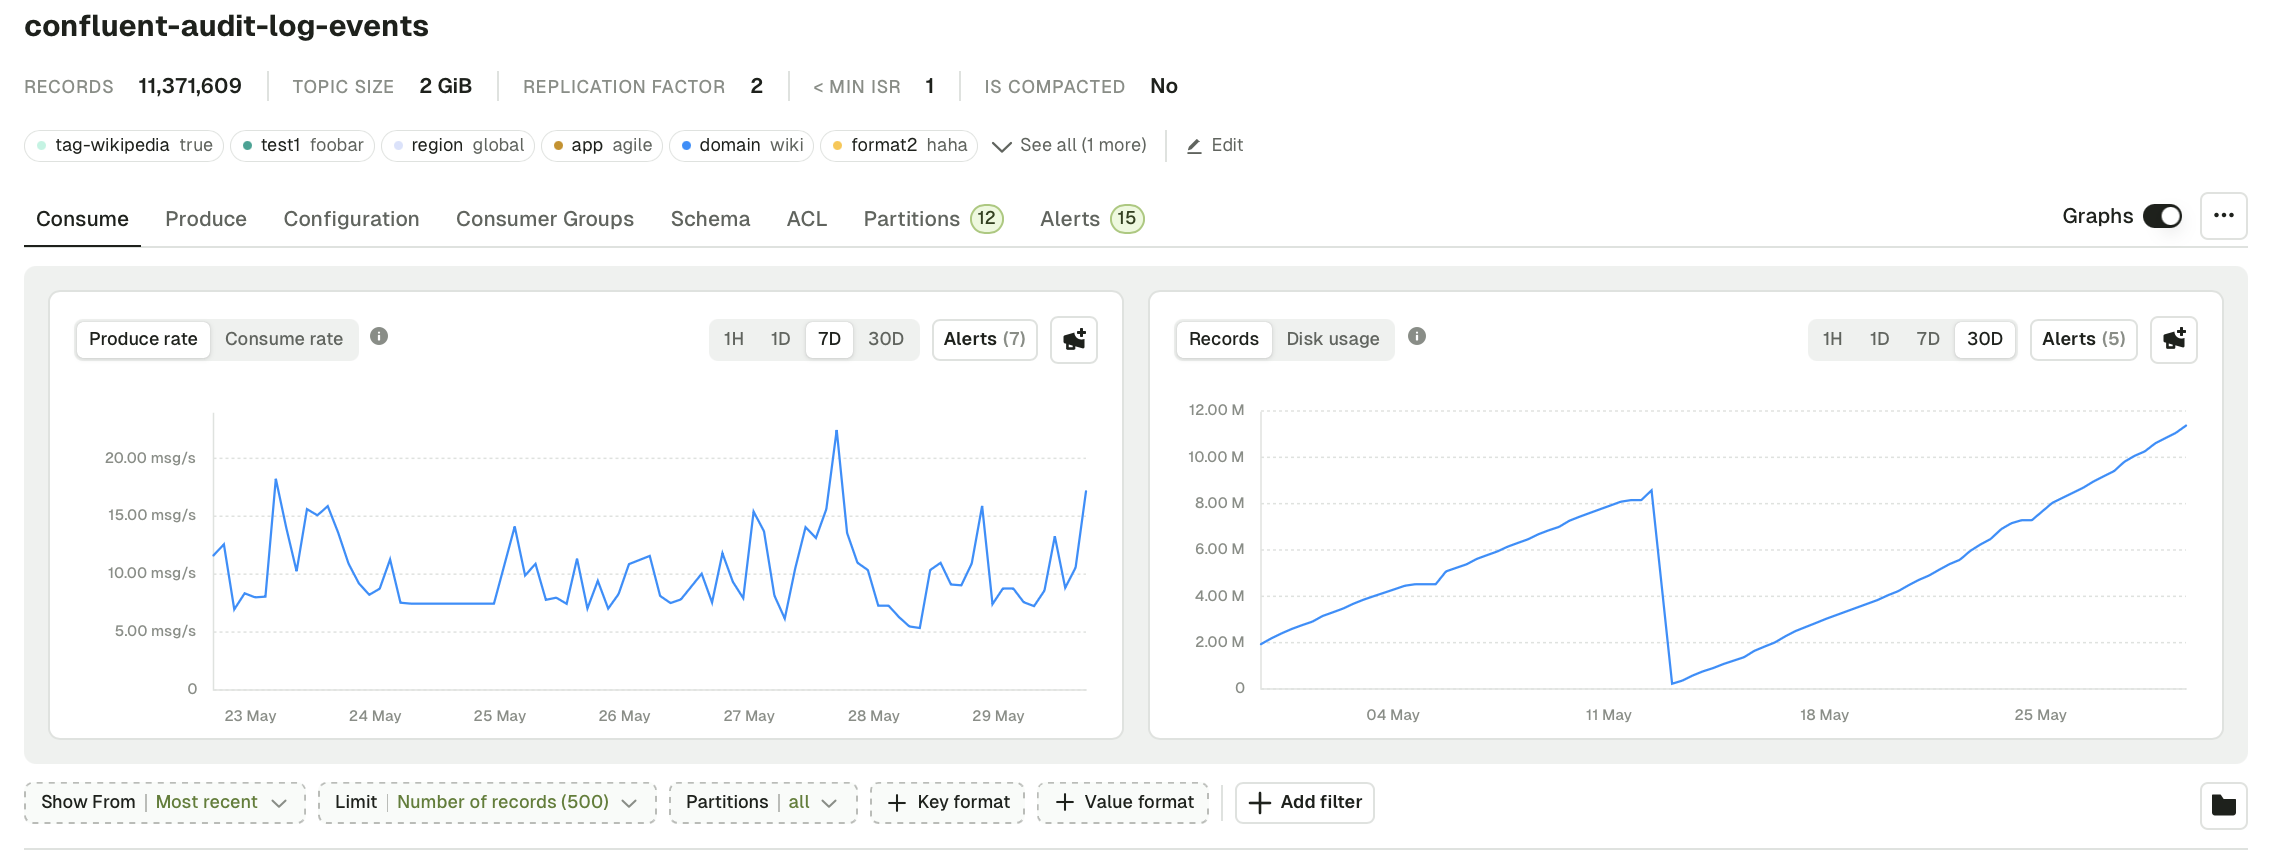 confluent-audit-log-events
RECORDS 11,371,609 TOPIC SIZE 2 GiB REPLICATION FACTOR 2 < MIN ISR 1 IS COMPACTED No
tag-wikipedia true test1 foobar region global app agile domain wiki format2 haha See all (1 more) Edit
Consume Produce Configuration Consumer Groups Schema ACL Partitions 12 Alerts 15 Graphs ...
Produce rate Consume rate 1H 1D 7D 30D Alerts (7)
20.00 msg/s
15.00 msg/s
10.00 msg/s
5.00 msg/s
0
23 May 24 May 25 May 26 May 27 May 28 May 29 May
Records Disk usage 1H 1D 7D 30D Alerts (5)
12.00 M
10.00 M
8.00 M
6.00 M
4.00 M
2.00 M
0
04 May 11 May 18 May 25 May
Show From Most recent Limit Number of records (500) Partitions all + Key format + Value format + Add filter